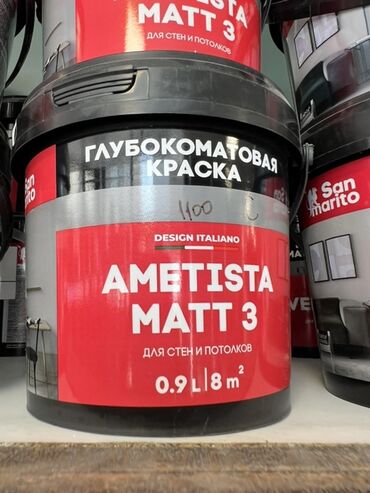 MATT 3
ДЛЯ СТЕН И ПОТОЛКОВ
ГЛУБОКОМАТОВАЯ
КРАСКА
San
marito
1100 С
DESIGN ITALIANO
AMETISTA
MATT 3
ДЛЯ СТЕН И ПОТОЛКОВ
0.9 L | 8 m²
San
marito